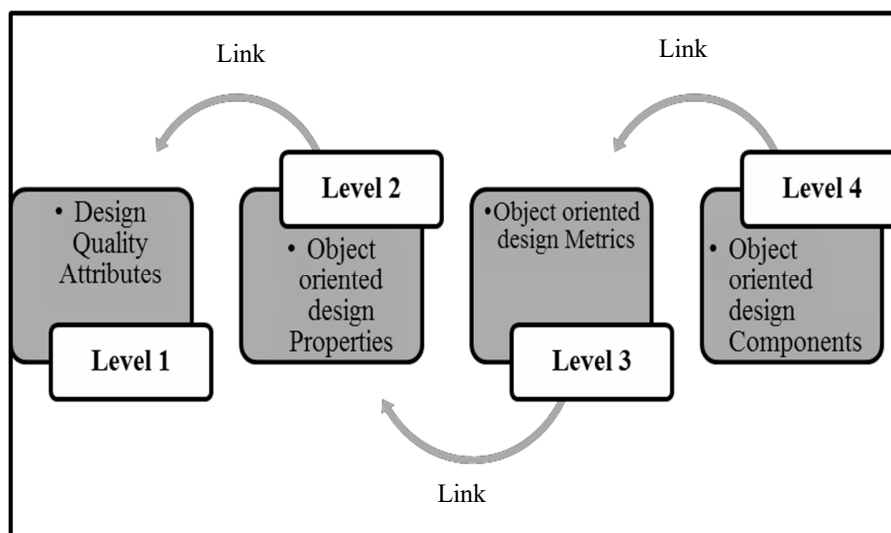 Link
Link
• Design
Quality
Attributes
Level 1
Level 2
• Object
oriented
design
Properties
• Object oriented
design Metrics
Level 3
Level 4
• Object
oriented
design
Components
Link